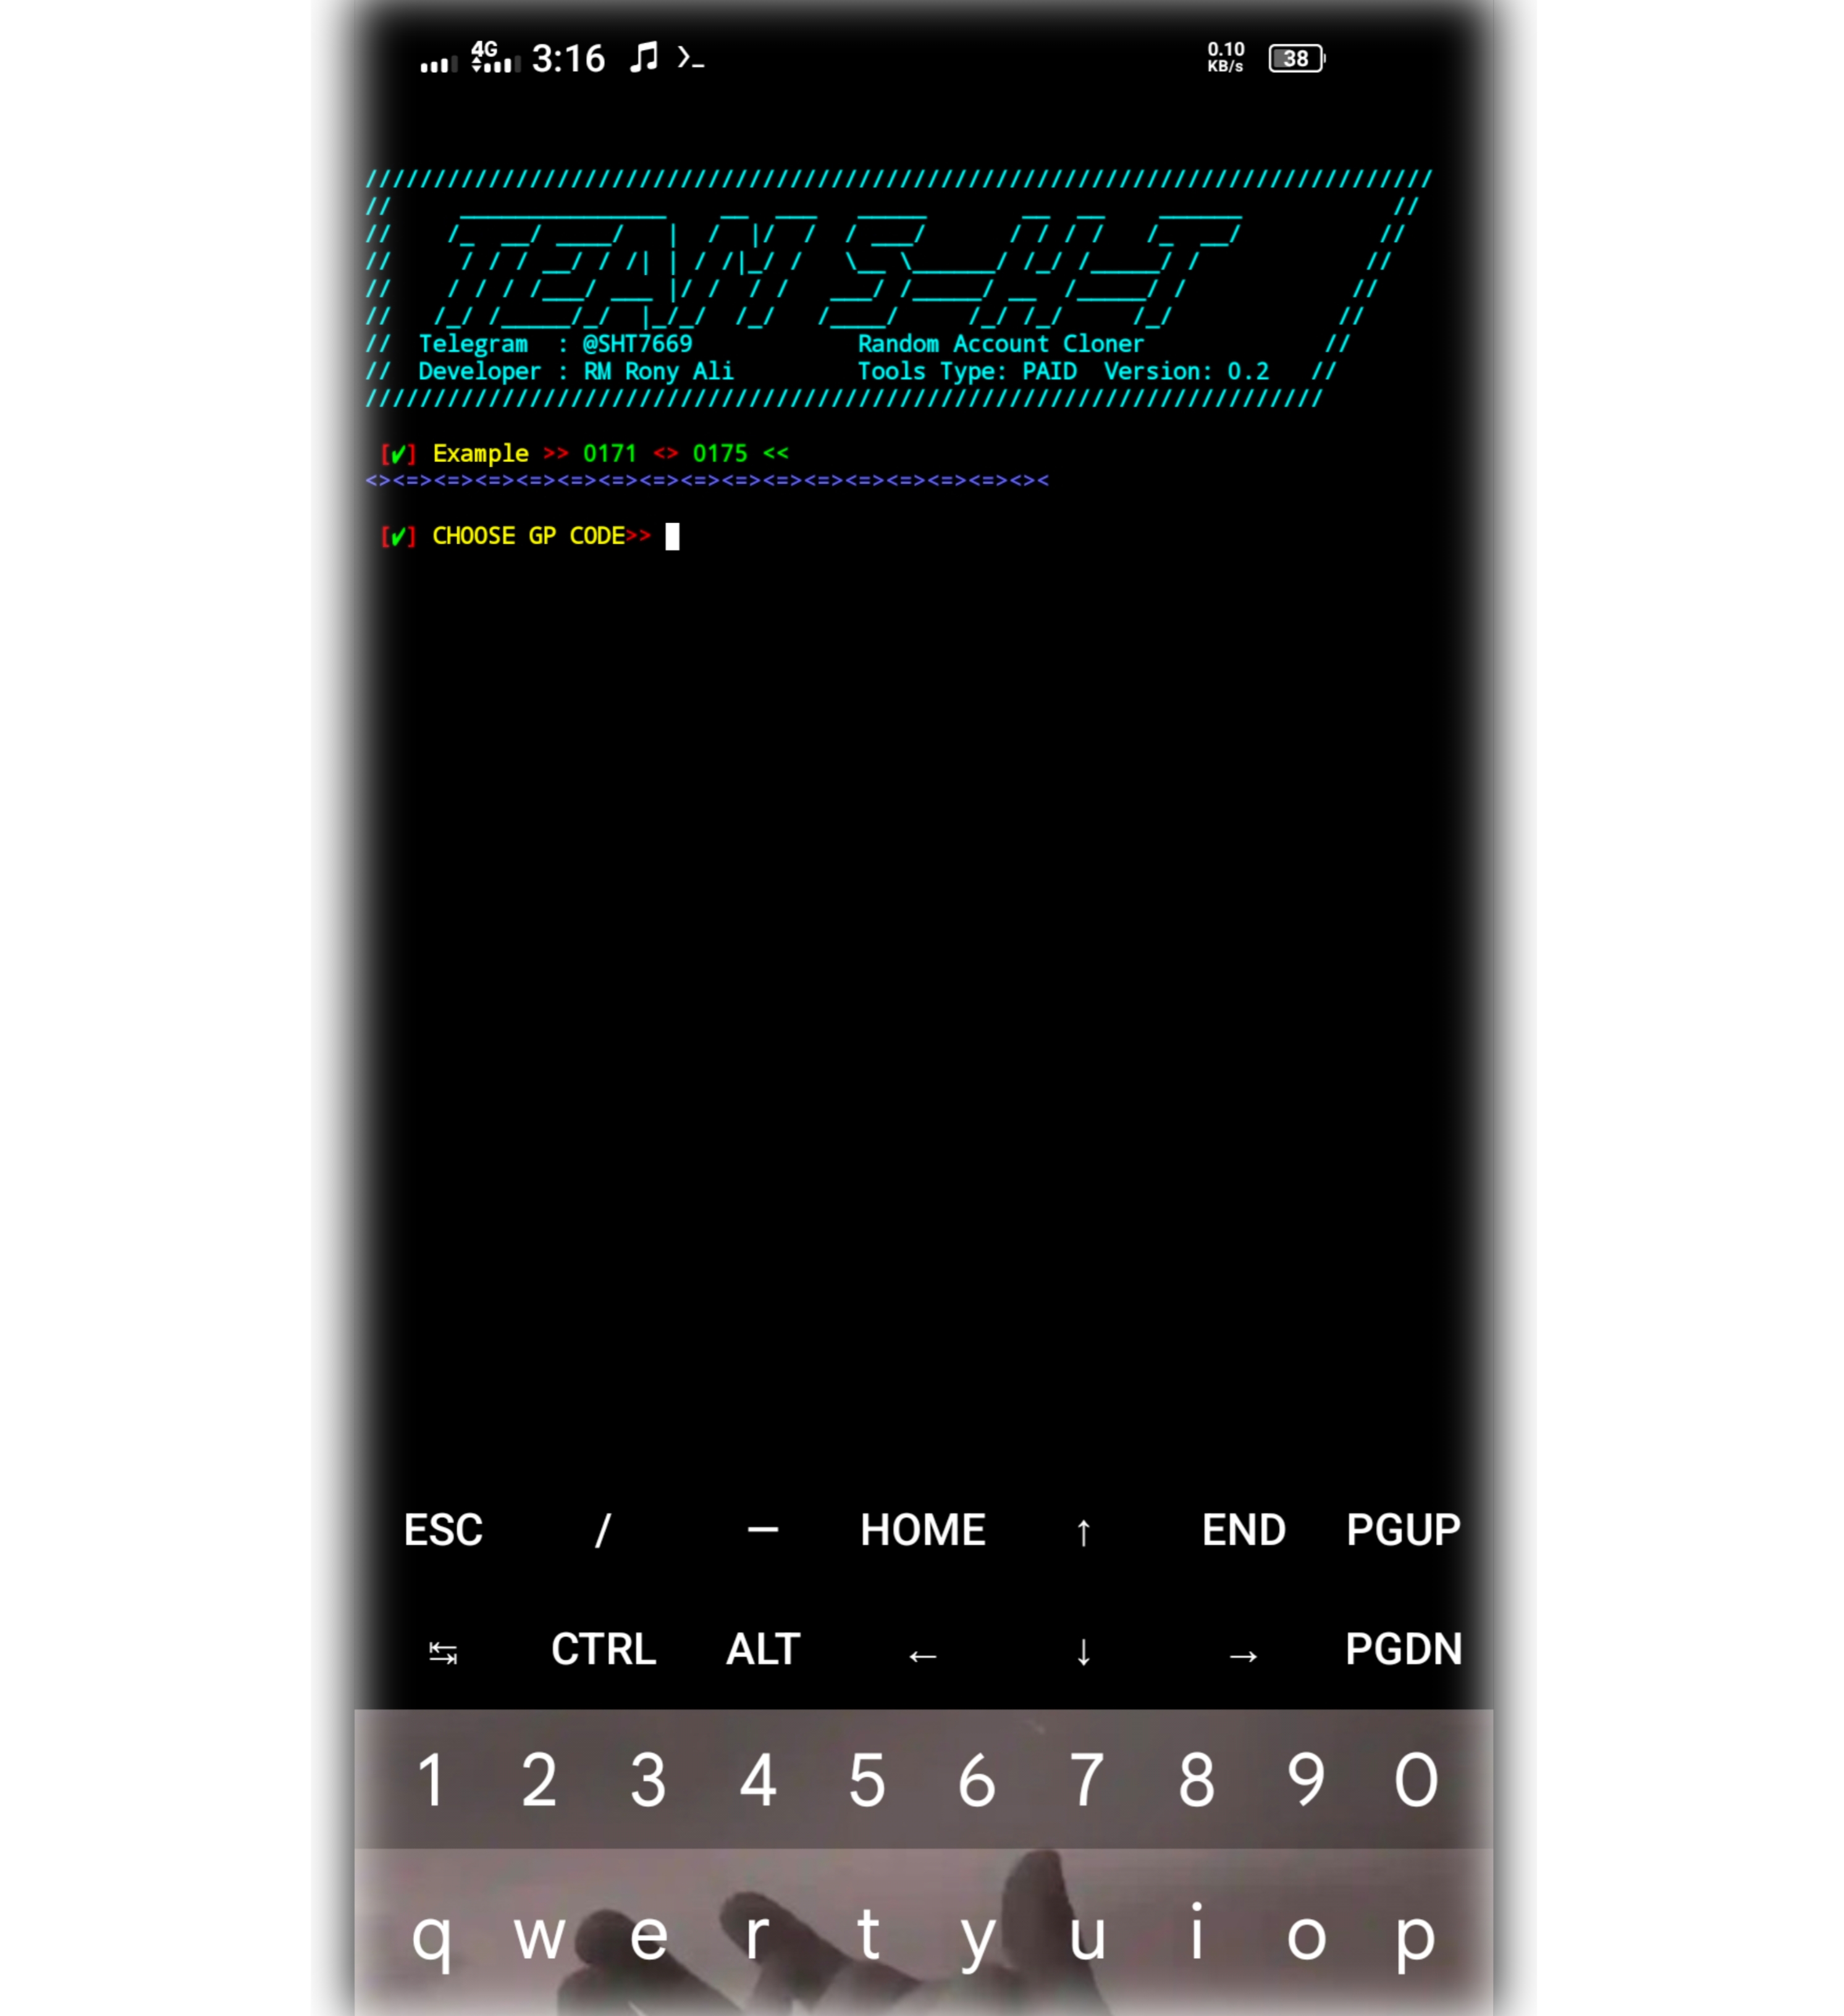 4G 3:16 0.10 KB/s 38
TEAM S-H-T
// Telegram : @SHT7669 Random Account Cloner //
// Developer : RM Rony Ali Tools Type: PAID Version: 0.2 //
[✔] Example >> 0171 <> 0175 <<
<><=><=><=><=><=><=><=><=><=><=><=><=><=><=><=><><
[✔] CHOOSE GP CODE>>
ESC / — HOME ↑ END PGUP
↹ CTRL ALT ← ↓ → PGDN
1 2 3 4 5 6 7 8 9 0
q w e r t y u i o p